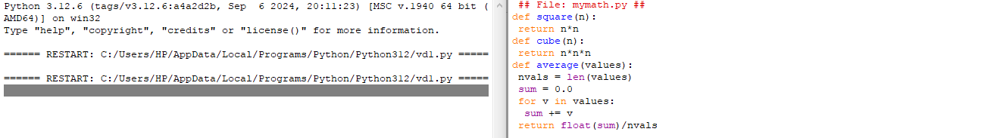 Python 3.12.6 (tags/v3.12.6:a4a2d2b, Sep  6 2024, 20:11:23) [MSC v.1940 64 bit (
AMD64)] on win32
Type "help", "copyright", "credits" or "license()" for more information.

====== RESTART: C:/Users/HP/AppData/Local/Programs/Python/Python312/vd1.py =====

====== RESTART: C:/Users/HP/AppData/Local/Programs/Python/Python312/vd1.py =====
 ## File: mymath.py ##
def square(n):
 return n*n
def cube(n):
 return n*n*n
def average(values):
 nvals = len(values)
 sum = 0.0
 for v in values:
  sum += v
 return float(sum)/nvals